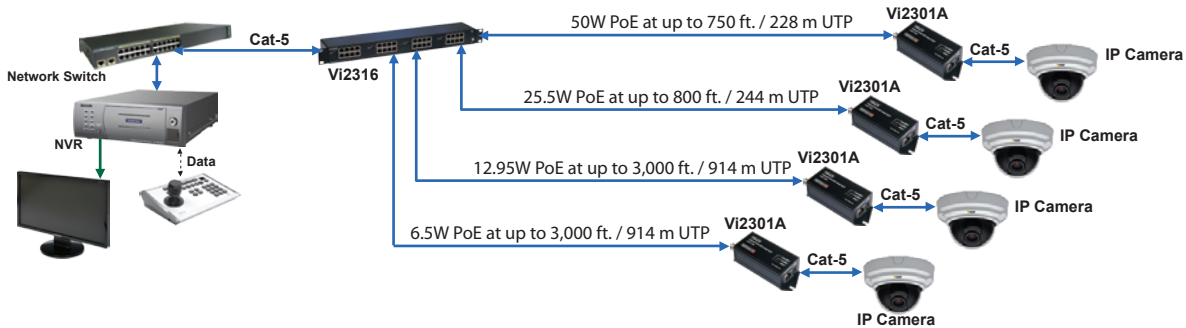 50W PoE at up to 750 ft. / 228 m UTP
Vi2301A
Cat-5
IP Camera
Cat-5
Vi2316
Network Switch
25.5W PoE at up to 800 ft. / 244 m UTP
Vi2301A
Cat-5
IP Camera
NVR
Data
12.95W PoE at up to 3,000 ft. / 914 m UTP
Vi2301A
Cat-5
IP Camera
6.5W PoE at up to 3,000 ft. / 914 m UTP
Vi2301A
Cat-5
IP Camera